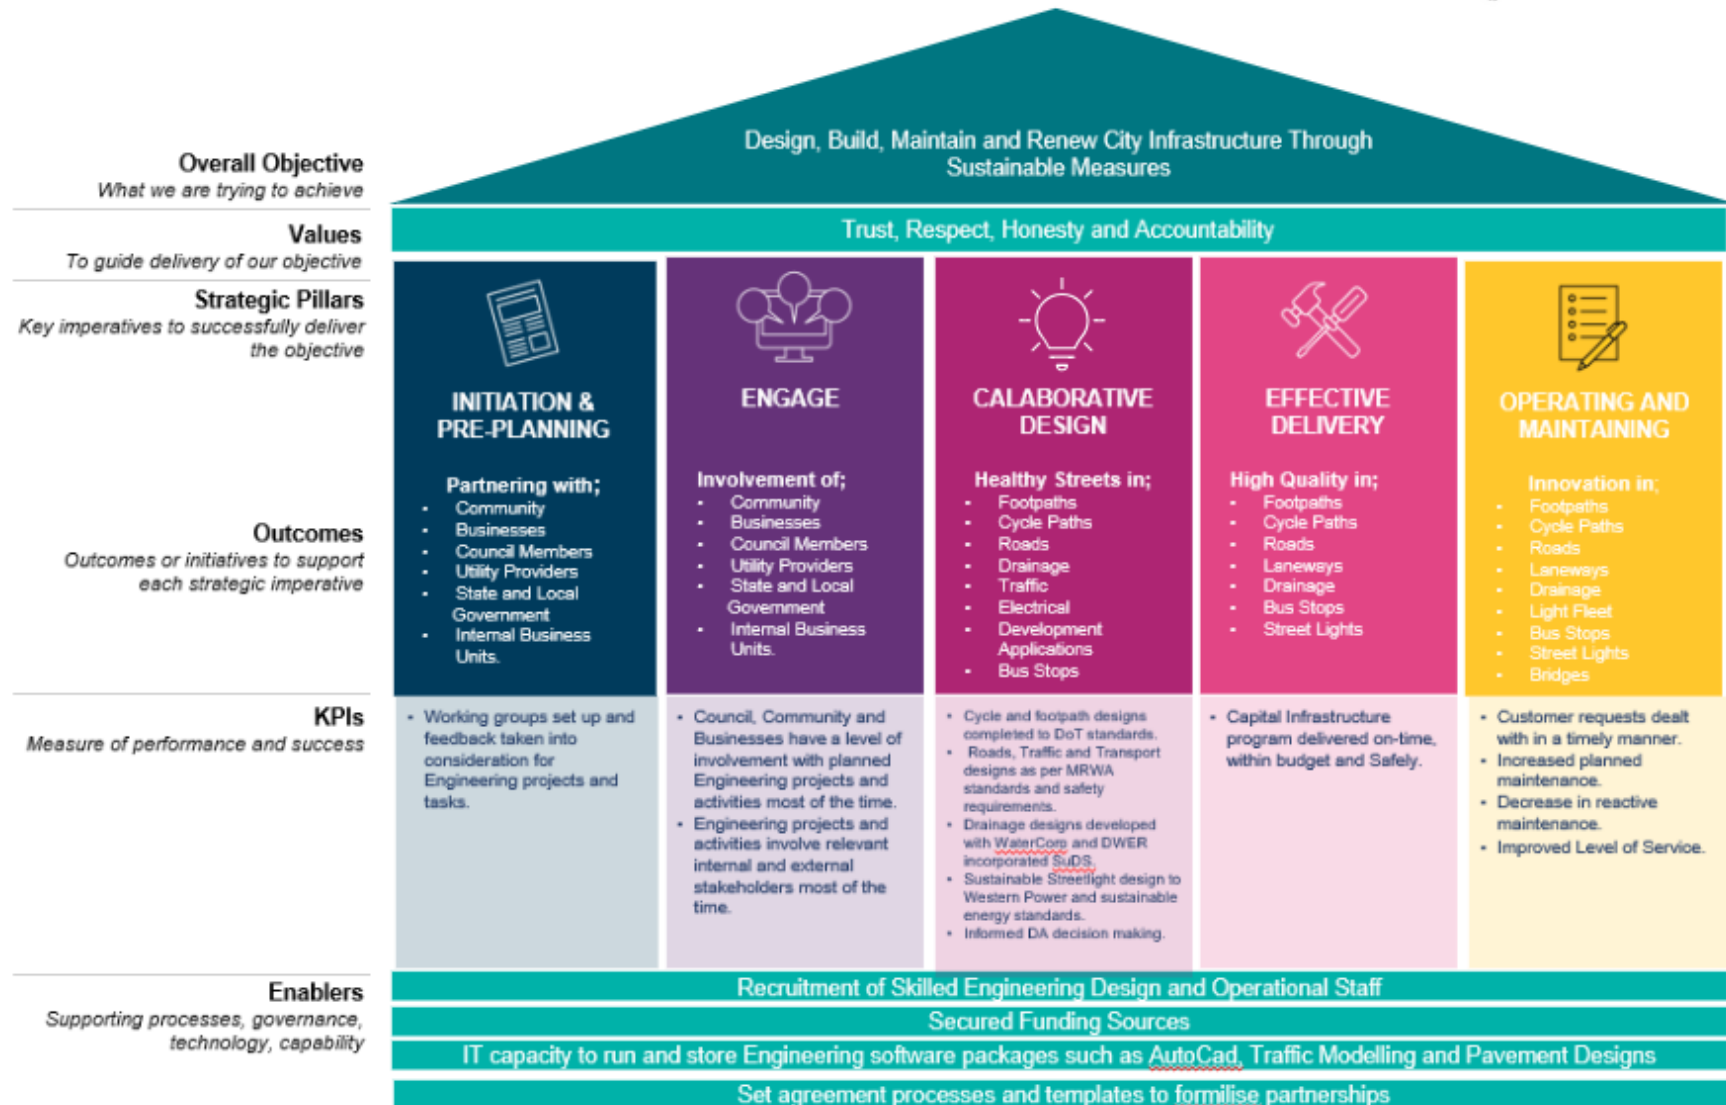 Design, Build, Maintain and Renew City Infrastructure Through
Sustainable Measures
Overall Objective
What we are trying to achieve
Values
To guide delivery of our objective
Trust, Respect, Honesty and Accountability
Strategic Pillars
Key imperatives to successfully deliver
the objective
Outcomes
Outcomes or initiatives to support
each strategic imperative
INITIATION &
PRE-PLANNING
Partnering with;
- Community
- Businesses
- Council Members
- Utility Providers
- State and Local
Government
- Internal Business
Units.
ENGAGE
Involvement of;
- Community
- Businesses
- Council Members
- Utility Providers
- State and Local
Government
- Internal Business
Units.
CALABORATIVE
DESIGN
Healthy Streets in;
- Footpaths
- Cycle Paths
- Roads
- Drainage
- Traffic
- Electrical
- Development
Applications
- Bus Stops
EFFECTIVE
DELIVERY
High Quality in;
- Footpaths
- Cycle Paths
- Roads
- Laneways
- Drainage
- Bus Stops
- Street Lights
OPERATING AND
MAINTAINING
Innovation in;
- Footpaths
- Cycle Paths
- Roads
- Laneways
- Drainage
- Light Fleet
- Bus Stops
- Street Lights
- Bridges
KPIs
Measure of performance and success
• Working groups set up and
feedback taken into
consideration for
Engineering projects and
tasks.
• Council, Community and
Businesses have a level of
involvement with planned
Engineering projects and
activities most of the time.
• Engineering projects and
activities involve relevant
internal and external
stakeholders most of the
time.
• Cycle and footpath designs
completed to DoT standards.
• Roads, Traffic and Transport
designs as per MRWA
standards and safety
requirements.
• Drainage designs developed
with WaterCorp and DWER
incorporated SuDS.
• Sustainable Streetlight design to
Western Power and sustainable
energy standards.
• Informed DA decision making.
• Capital Infrastructure
program delivered on-time,
within budget and Safely.
• Customer requests dealt
with in a timely manner.
• Increased planned
maintenance.
• Decrease in reactive
maintenance.
• Improved Level of Service.
Enablers
Supporting processes, governance,
technology, capability
Recruitment of Skilled Engineering Design and Operational Staff
Secured Funding Sources
IT capacity to run and store Engineering software packages such as AutoCad, Traffic Modelling and Pavement Designs
Set agreement processes and templates to formilise partnerships